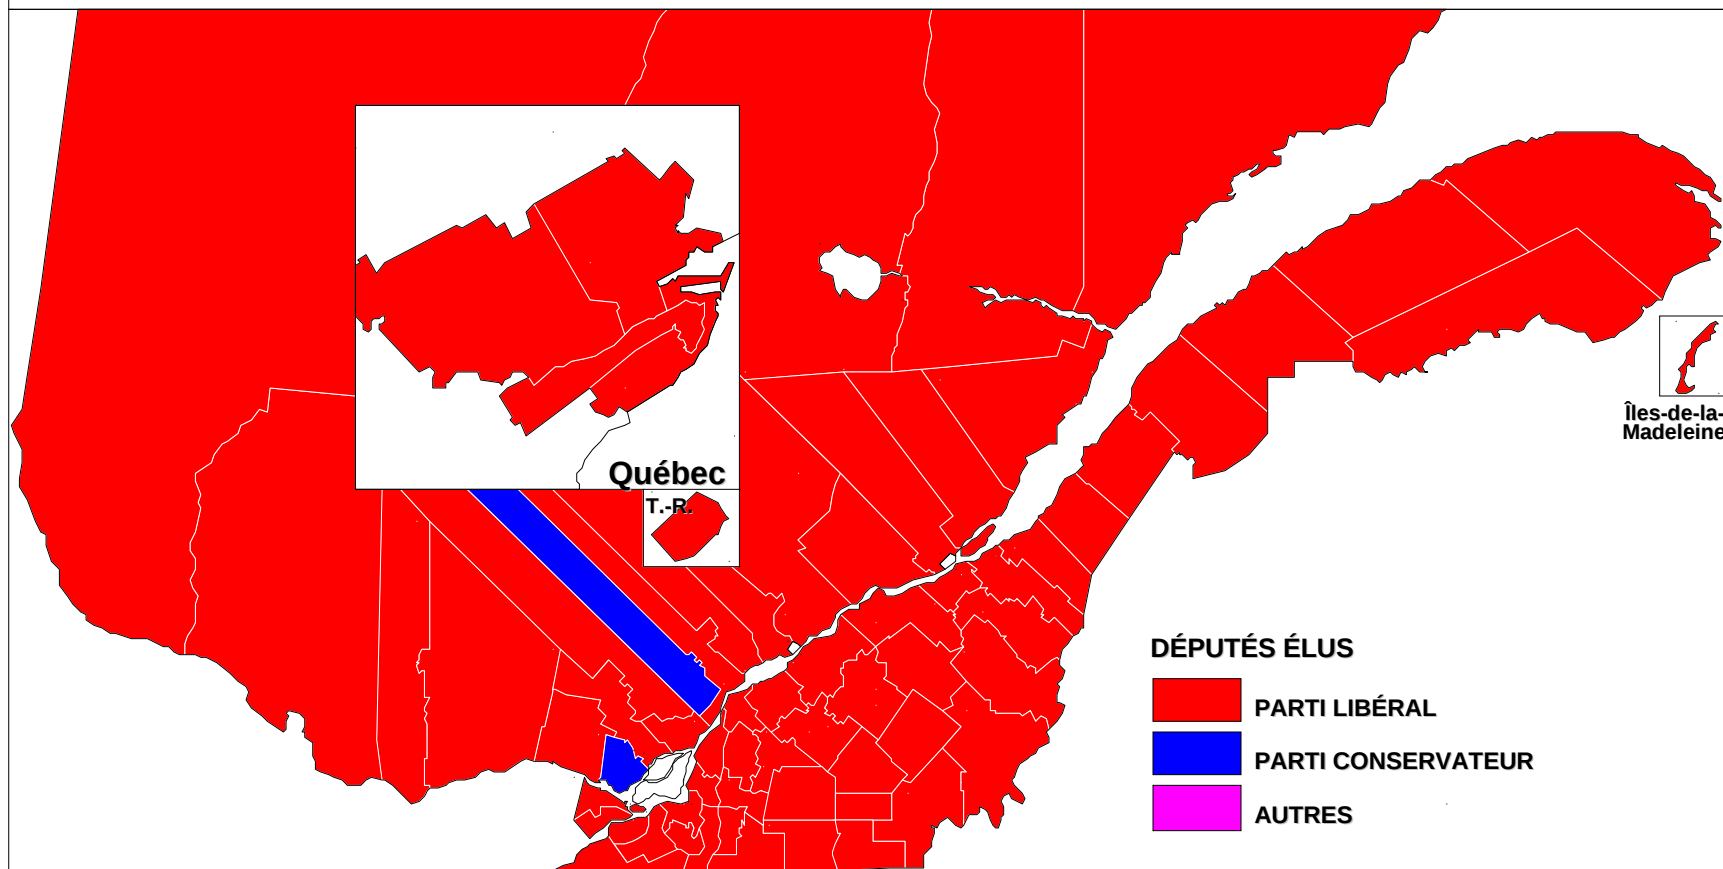 Québec
T.-R.
Îles-de-la-
Madeleine
DÉPUTÉS ÉLUS
PARTI LIBÉRAL
PARTI CONSERVATEUR
AUTRES